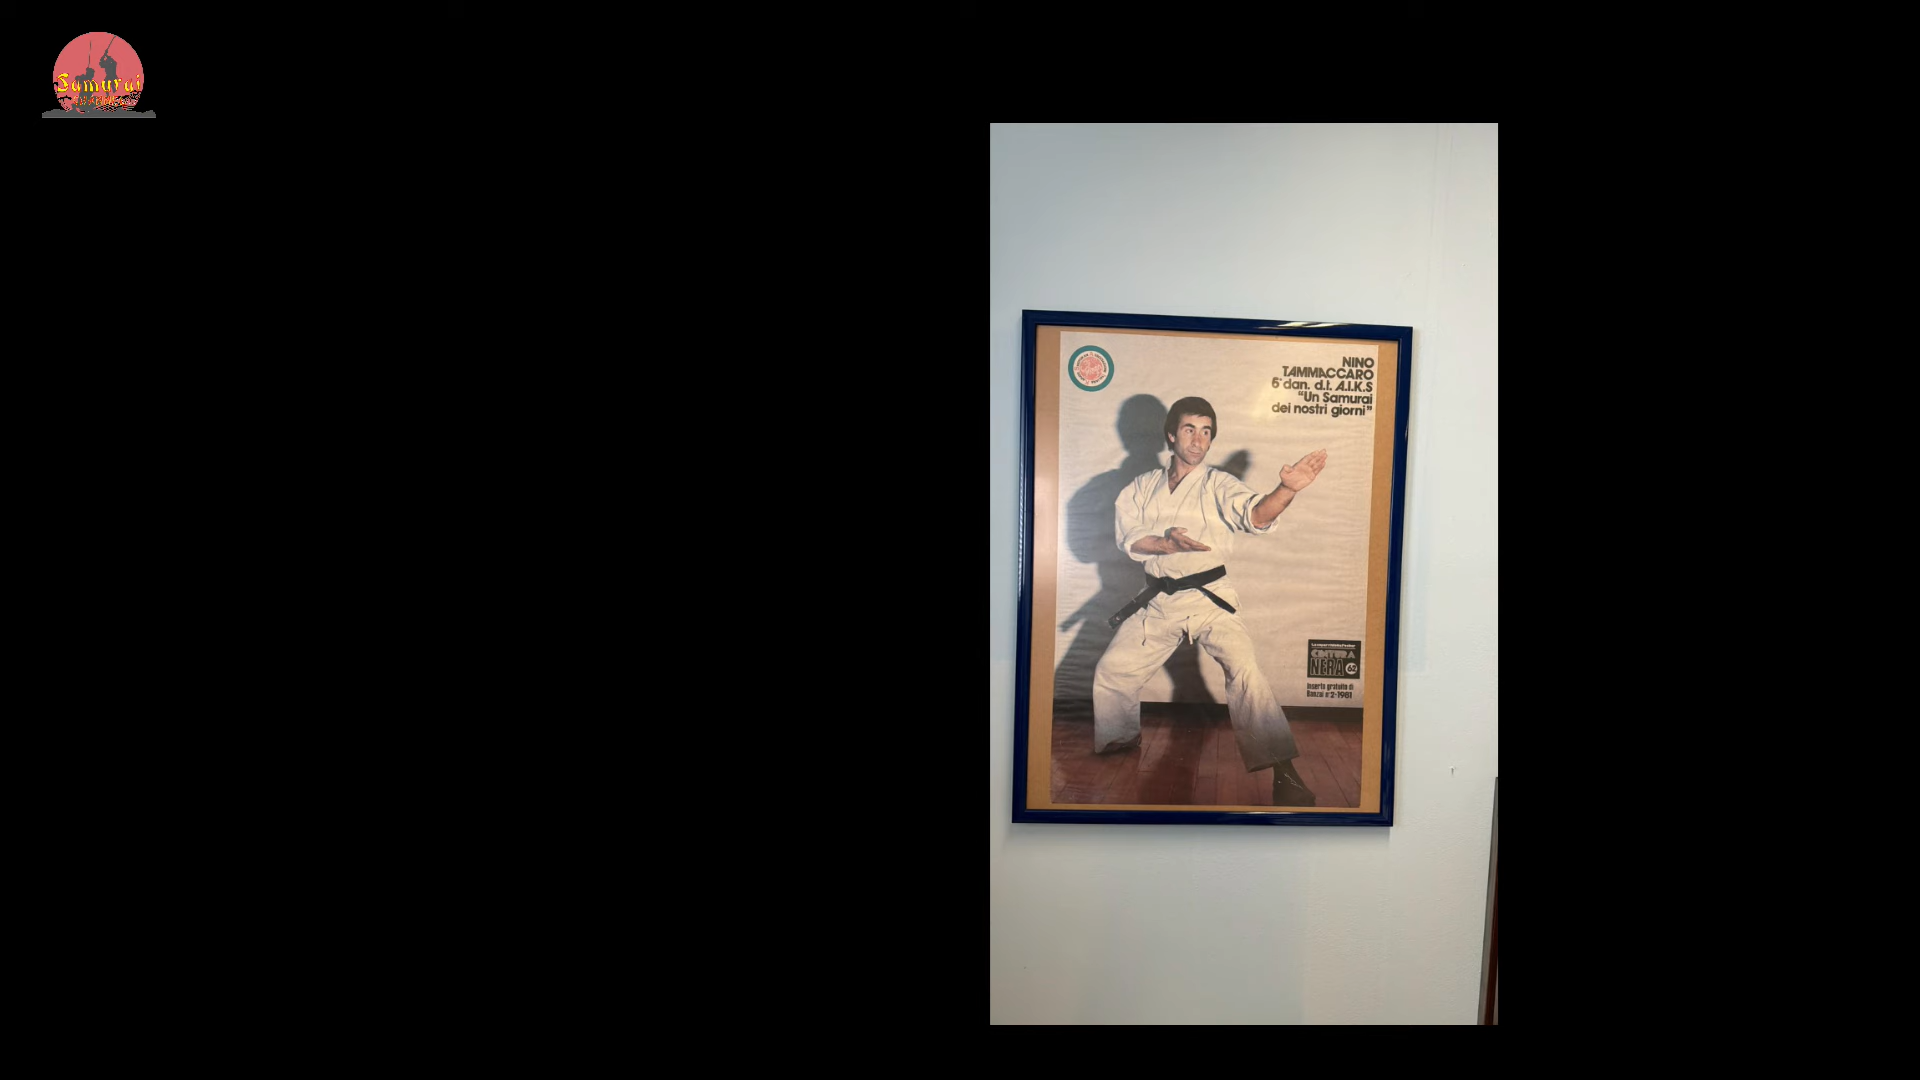 Samurai
NINO
TAMMACCARO
6° dan. d.t. A.I.K.S
"Un Samurai
dei nostri giorni"
CINTURA
NERA
62
Inserto gratuito di
Banzai n°2-1981